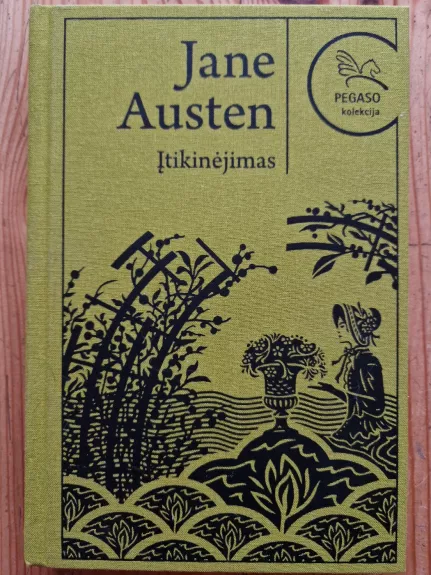 Jane
Austen
Įtikinėjimas
PEGASO
kolekcija